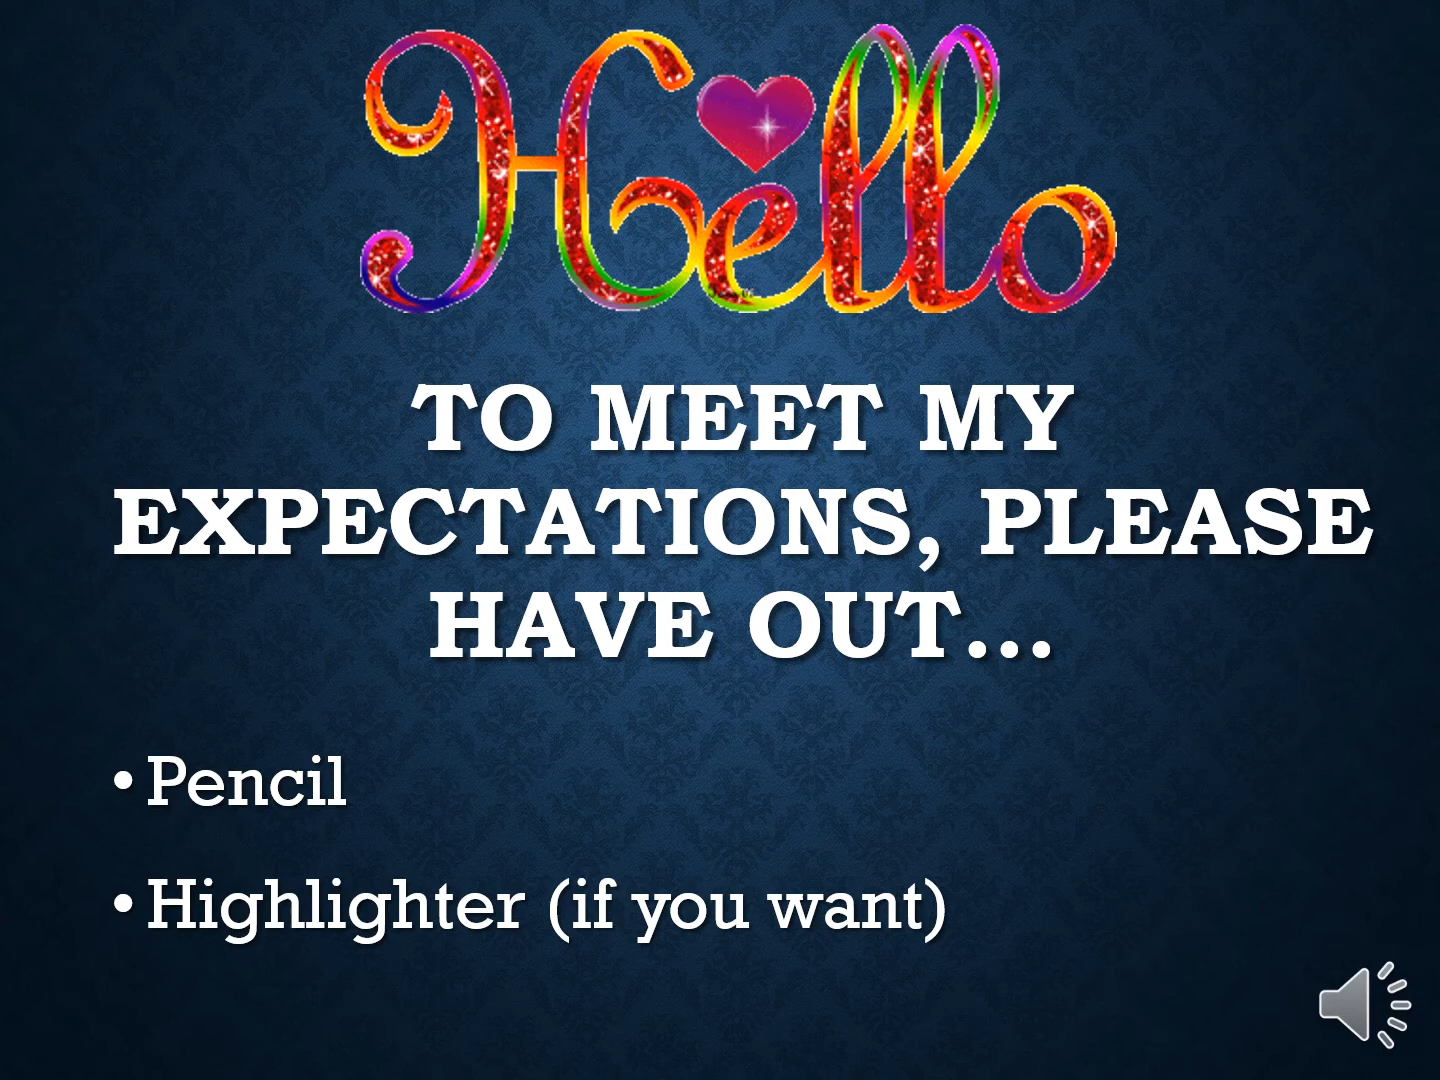 Hello
TO MEET MY
EXPECTATIONS, PLEASE
HAVE OUT…
• Pencil
• Highlighter (if you want)